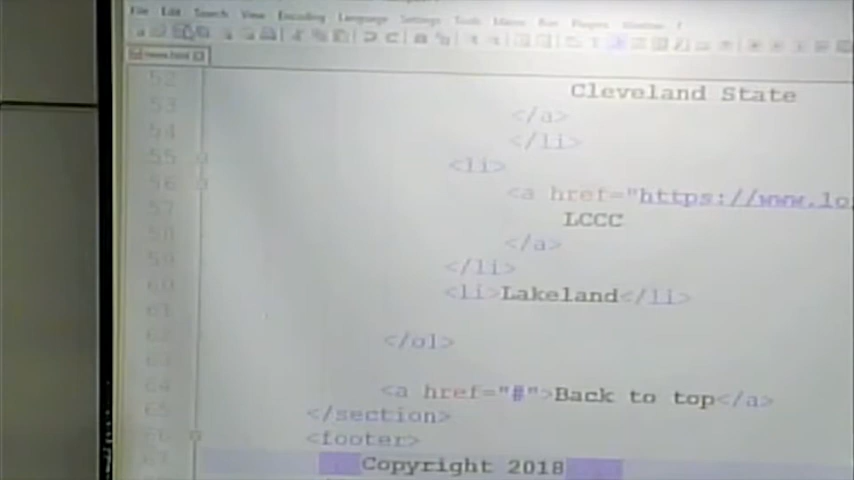 File Edit Search View Encoding Language Settings Tools Macro Run Plugins Window ?
52 Cleveland State
53 </a>
54 </li>
55 <li>
56 <a href="https://www.lo
57 LCCC
58 </a>
59 </li>
60 <li>Lakeland</li>
61
62 </ol>
63
64 <a href="#">Back to top</a>
65 </section>
66 <footer>
67 Copyright 2018